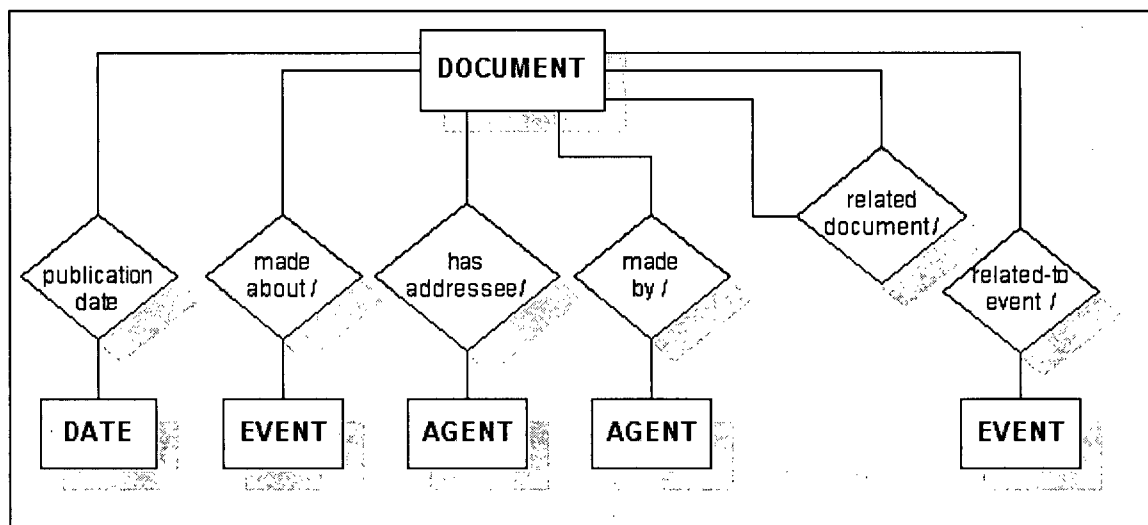 DOCUMENT
related
document/
publication
date
made
about /
has
addressee/
made
by /
related-to
event /
DATE
EVENT
AGENT
AGENT
EVENT